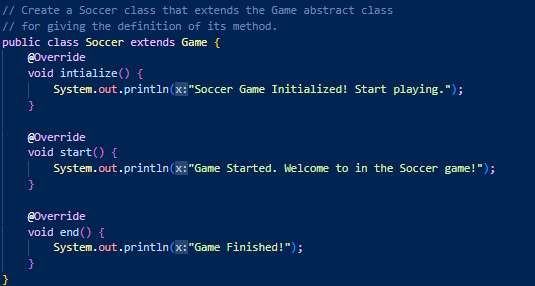 // Create a Soccer class that extends the Game abstract class
// for giving the definition of its method.
public class Soccer extends Game {
    @Override
    void intialize() {
        System.out.println(x:"Soccer Game Initialized! Start playing.");
    }

    @Override
    void start() {
        System.out.println(x:"Game Started. Welcome to in the Soccer game!");
    }

    @Override
    void end() {
        System.out.println(x:"Game Finished!");
    }
}